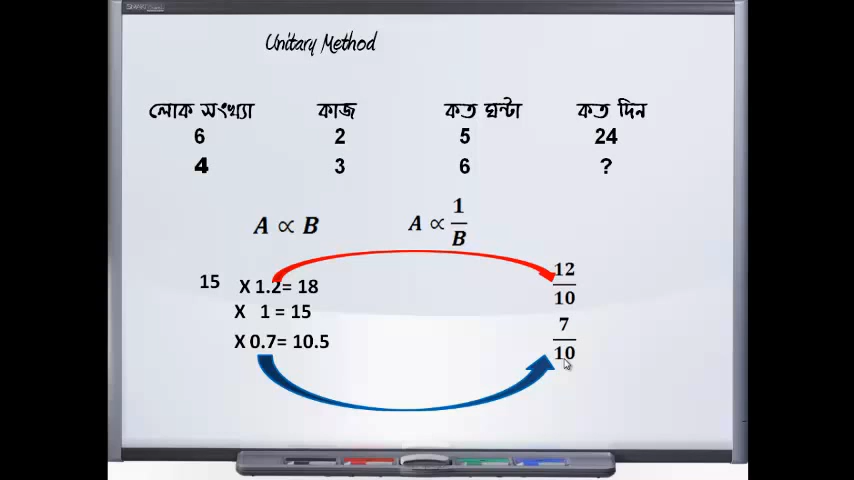 Unitary Method
লোক সংখ্যা কাজ কত ঘন্টা কত দিন
6 2 5 24
4 3 6 ?
A ∝ B A ∝ 1/B
15 X 1.2= 18 12/10
X 1 = 15
X 0.7= 10.5 7/10